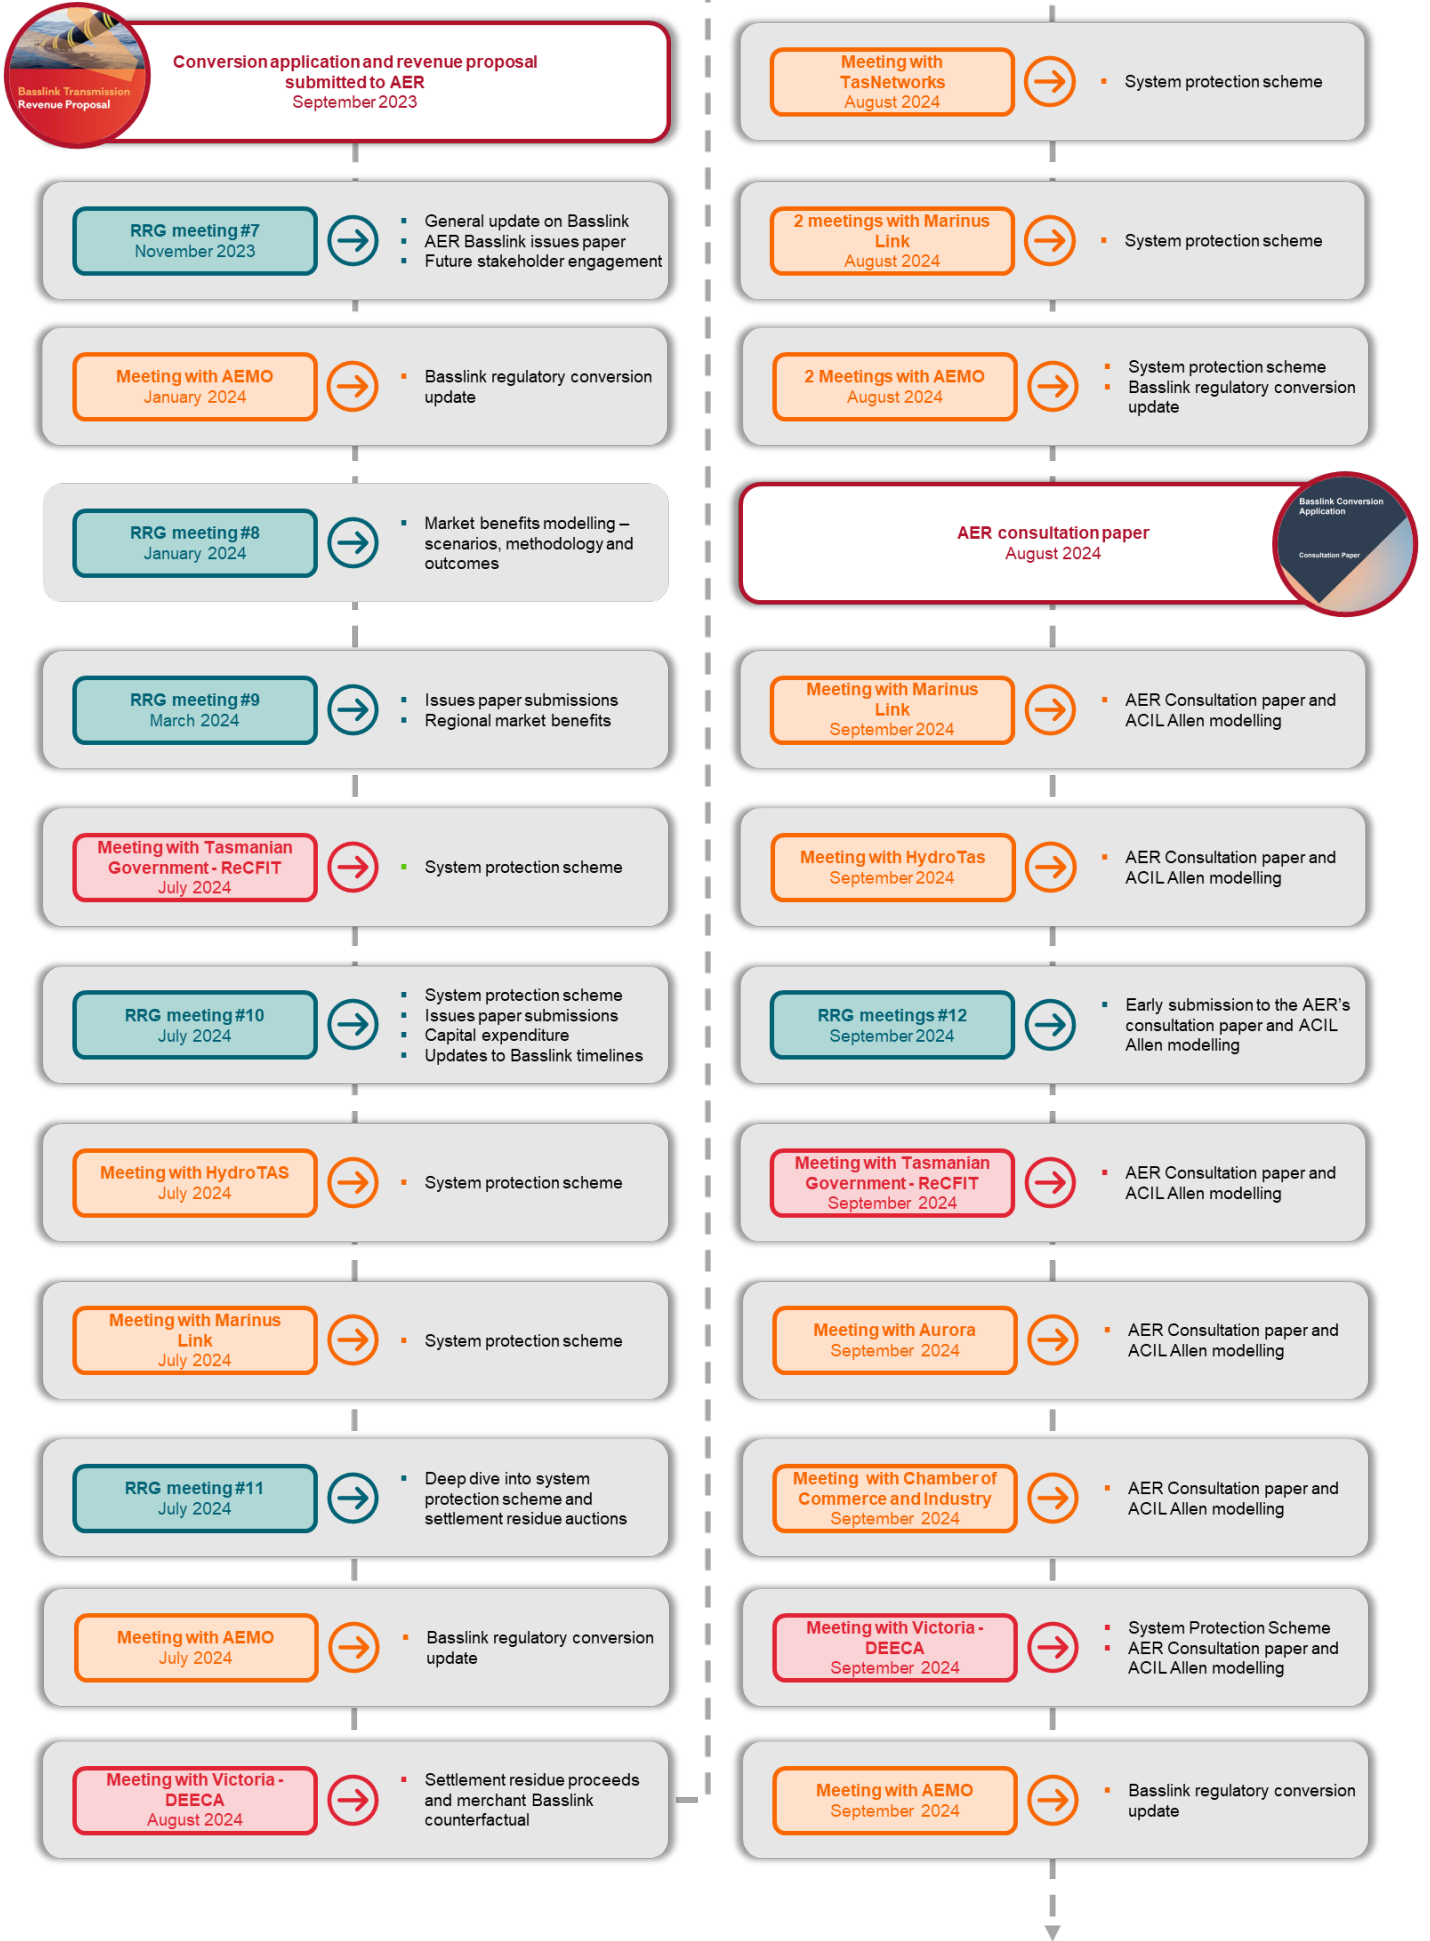 Basslink Transmission
Revenue Proposal
Conversion application and revenue proposal
submitted to AER
September 2023
RRG meeting #7
November 2023
General update on Basslink
AER Basslink issues paper
Future stakeholder engagement
Meeting with AEMO
January 2024
Basslink regulatory conversion
update
RRG meeting #8
January 2024
Market benefits modelling –
scenarios, methodology and
outcomes
RRG meeting #9
March 2024
Issues paper submissions
Regional market benefits
Meeting with Tasmanian
Government - ReCFIT
July 2024
System protection scheme
RRG meeting #10
July 2024
System protection scheme
Issues paper submissions
Capital expenditure
Updates to Basslink timelines
Meeting with HydroTAS
July 2024
System protection scheme
Meeting with Marinus
Link
July 2024
System protection scheme
RRG meeting #11
July 2024
Deep dive into system
protection scheme and
settlement residue auctions
Meeting with AEMO
July 2024
Basslink regulatory conversion
update
Meeting with Victoria -
DEECA
August 2024
Settlement residue proceeds
and merchant Basslink
counterfactual
Meeting with
TasNetworks
August 2024
System protection scheme
2 meetings with Marinus
Link
August 2024
System protection scheme
2 Meetings with AEMO
August 2024
System protection scheme
Basslink regulatory conversion
update
AER consultation paper
August 2024
Basslink Conversion
Application
Consultation Paper
Meeting with Marinus
Link
September 2024
AER Consultation paper and
ACIL Allen modelling
Meeting with HydroTas
September 2024
AER Consultation paper and
ACIL Allen modelling
RRG meetings #12
September 2024
Early submission to the AER’s
consultation paper and ACIL
Allen modelling
Meeting with Tasmanian
Government - ReCFIT
September 2024
AER Consultation paper and
ACIL Allen modelling
Meeting with Aurora
September 2024
AER Consultation paper and
ACIL Allen modelling
Meeting with Chamber of
Commerce and Industry
September 2024
AER Consultation paper and
ACIL Allen modelling
Meeting with Victoria -
DEECA
September 2024
System Protection Scheme
AER Consultation paper and
ACIL Allen modelling
Meeting with AEMO
September 2024
Basslink regulatory conversion
update